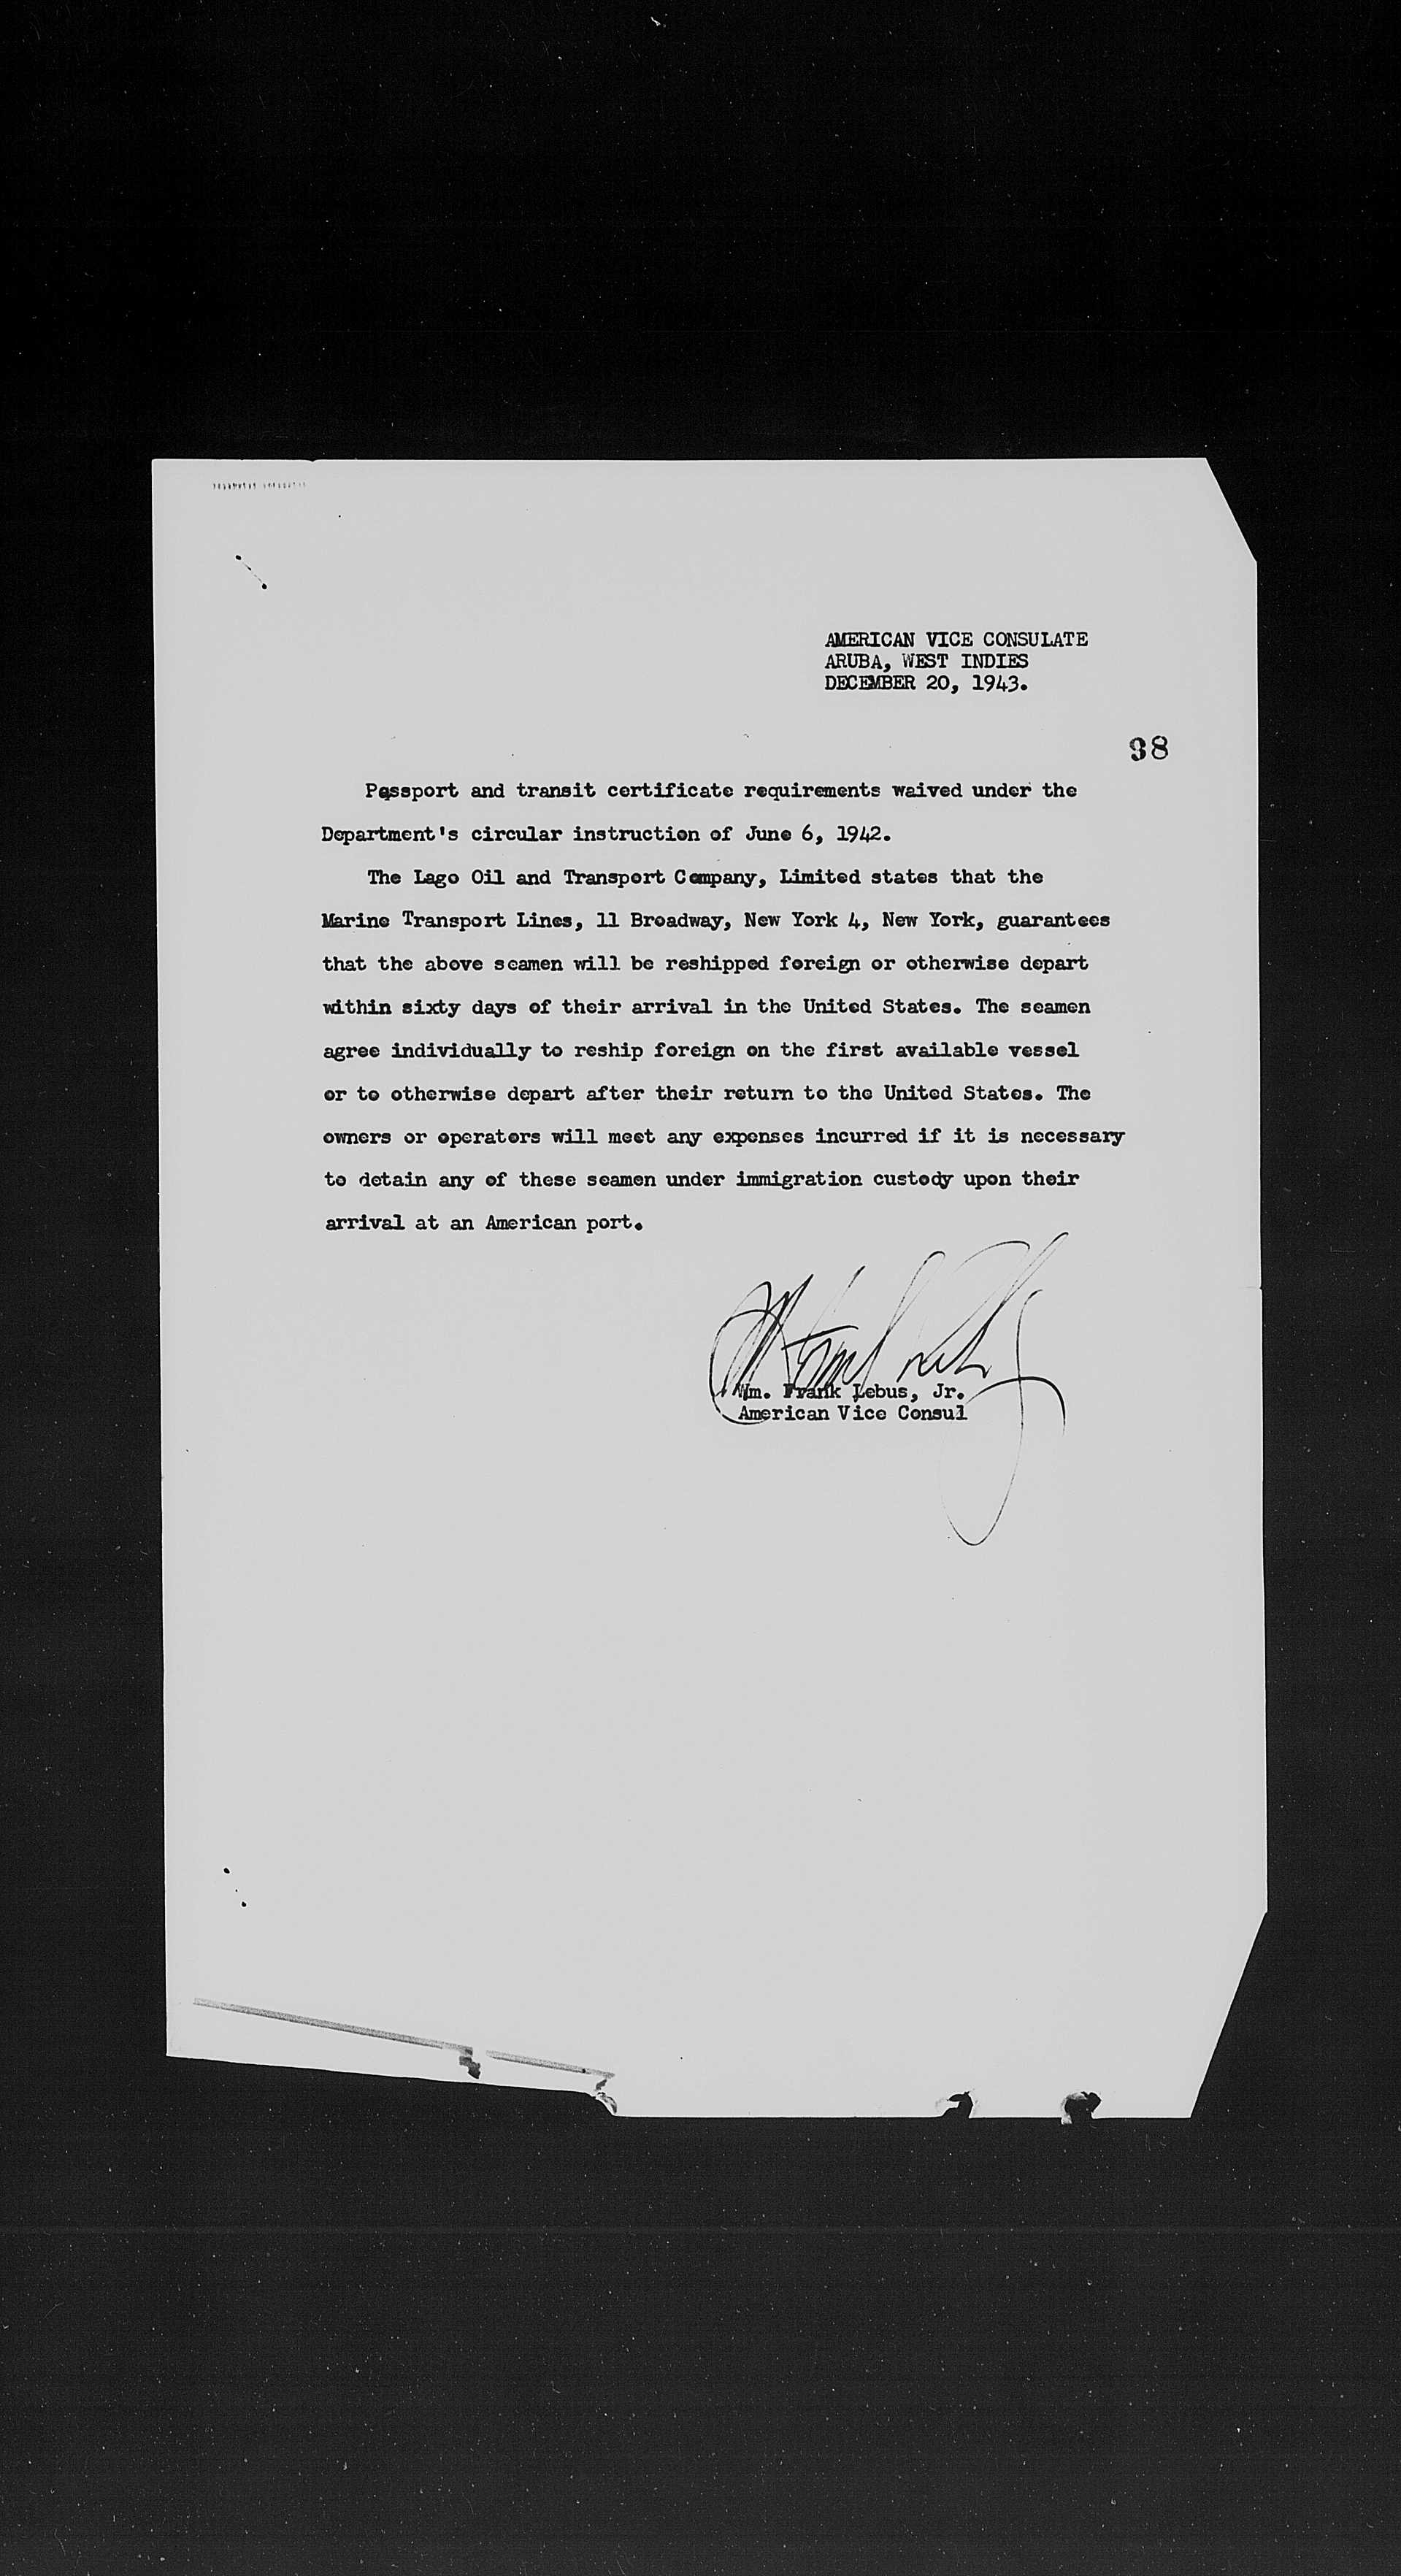 AMERICAN VICE CONSULATE
ARUBA, WEST INDIES
DECEMBER 20, 1943.
98
Passport and transit certificate requirements waived under the
Department's circular instruction of June 6, 1942.
The Lago Oil and Transport Company, Limited states that the
Marine Transport Lines, 11 Broadway, New York 4, New York, guarantees
that the above seamen will be reshipped foreign or otherwise depart
within sixty days of their arrival in the United States. The seamen
agree individually to reship foreign on the first available vessel
or to otherwise depart after their return to the United States. The
owners or operators will meet any expenses incurred if it is necessary
to detain any of these seamen under immigration custody upon their
arrival at an American port.
Wm. Frank Lebus, Jr.
American Vice Consul